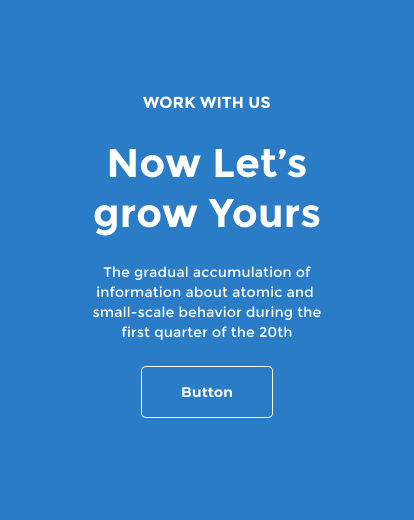 WORK WITH US
Now Let’s
grow Yours
The gradual accumulation of
information about atomic and
small-scale behavior during the
first quarter of the 20th
Button